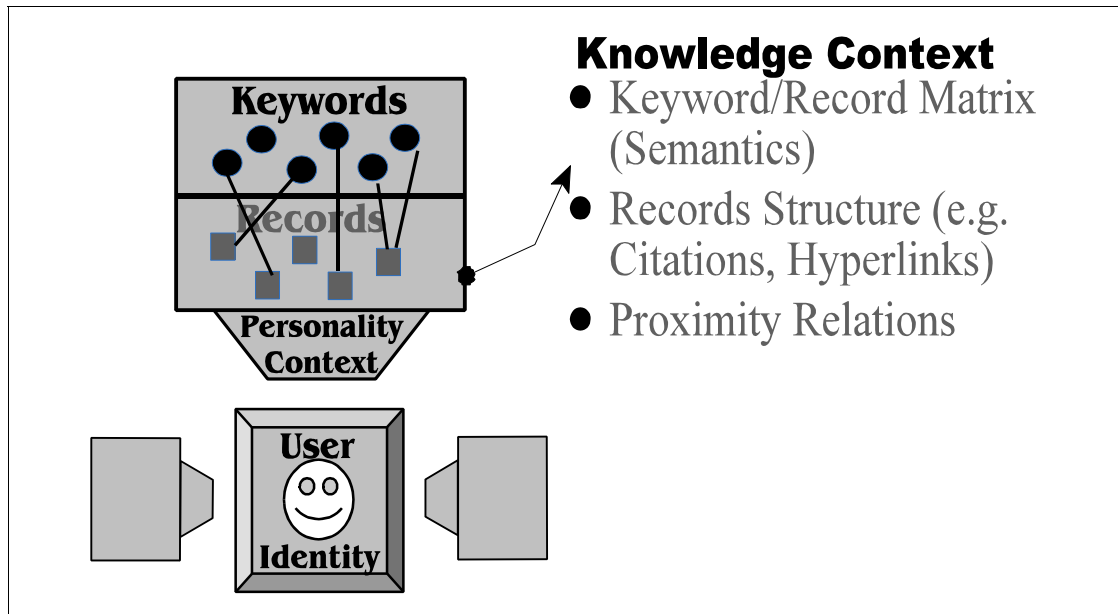 Knowledge Context
Keywords
● Keyword/Record Matrix
(Semantics)
Records
● Records Structure (e.g.
Citations, Hyperlinks)
● Proximity Relations
Personality
Context
User
Identity